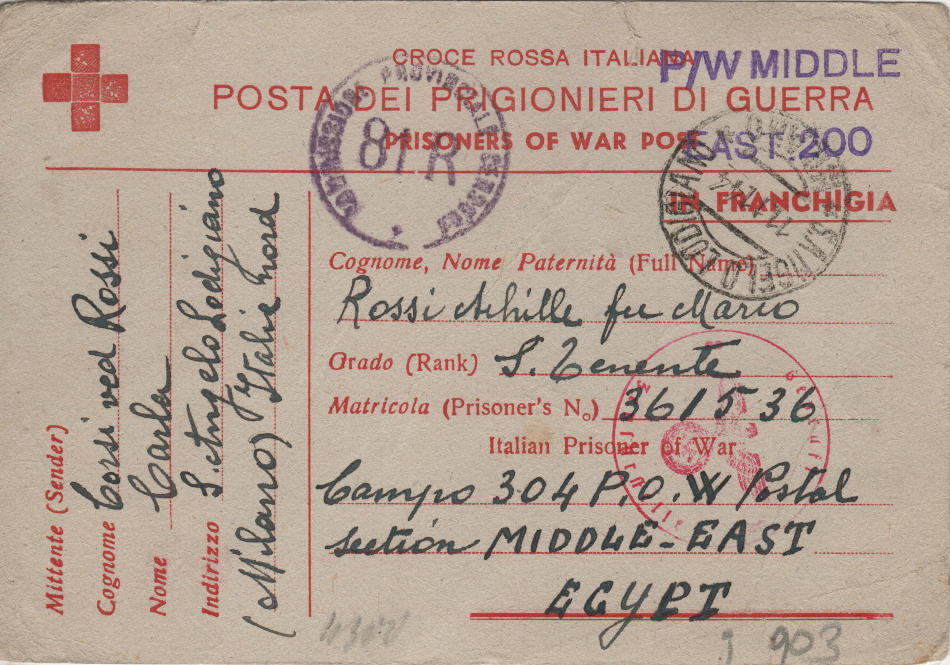 CROCE ROSSA ITALIANA
P/W MIDDLE
POSTA DEI PRIGIONIERI DI GUERRA
PRISONERS OF WAR POST
EAST. 200
81 R
IN FRANCHIGIA
S. ANGELO LODIGIANO
Cognome, Nome Paternità (Full Name)
Rossi Achille fu Mario
Grado (Rank) S. Tenente
Matricola (Prisoner's No) 361536
Italian Prisoner of War
Campo 304 P.O.W Postal
section MIDDLE-EAST
EGYPT
Mittente (Sender)
Cognome Corsi ved Rossi
Nome Carla
Indirizzo S. Angelo Lodigiano
(Milano) Italia Nord
903